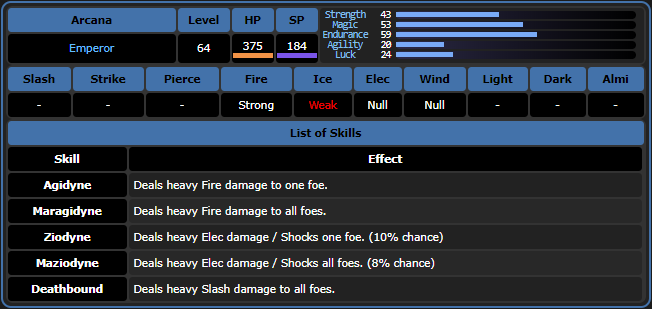 Arcana Level HP SP
Emperor 64 375 184
Strength 43
Magic 53
Endurance 59
Agility 20
Luck 24
Slash Strike Pierce Fire Ice Elec Wind Light Dark Almi
- - - Strong Weak Null Null - - -
List of Skills
Skill Effect
Agidyne Deals heavy Fire damage to one foe.
Maragidyne Deals heavy Fire damage to all foes.
Ziodyne Deals heavy Elec damage / Shocks one foe. (10% chance)
Maziodyne Deals heavy Elec damage / Shocks all foes. (8% chance)
Deathbound Deals heavy Slash damage to all foes.